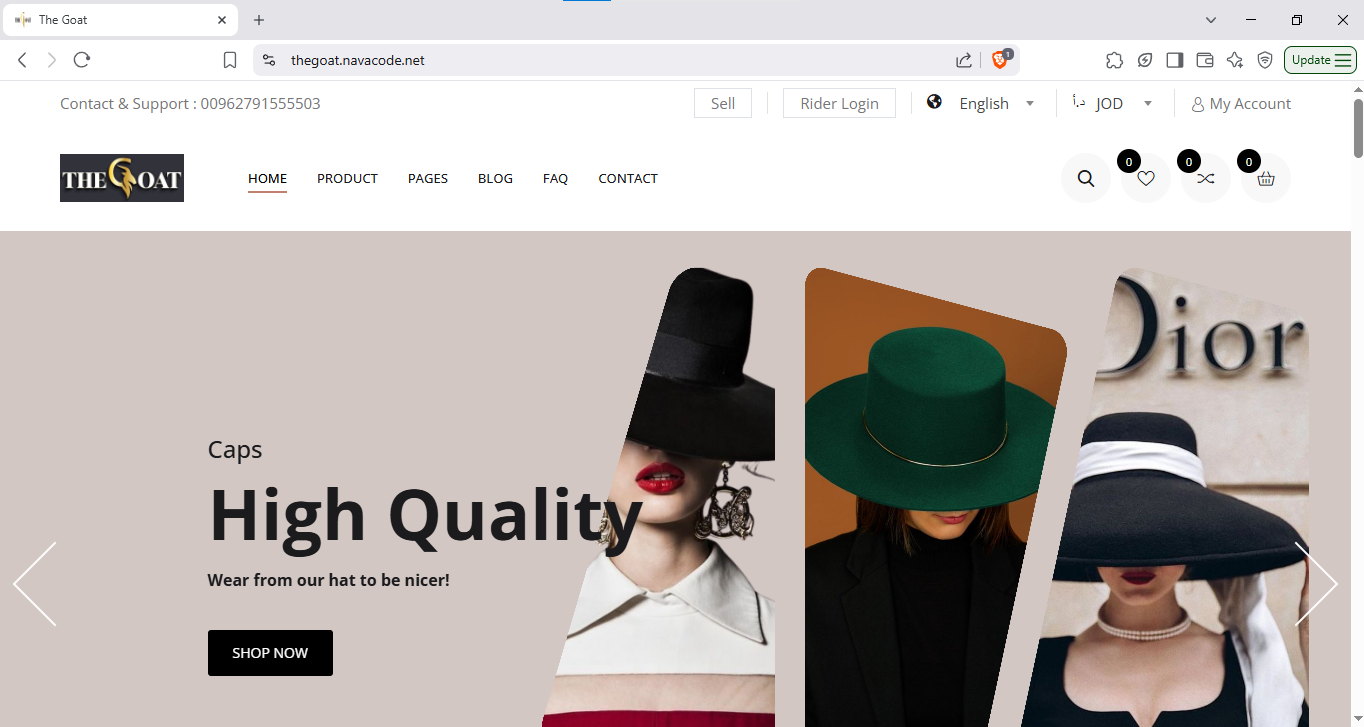 The Goat
thegoat.navacode.net
1
Update
Contact & Support : 00962791555503
Sell
Rider Login
English
د.أ
JOD
My Account
THE GOAT
HOME
PRODUCT
PAGES
BLOG
FAQ
CONTACT
0
0
0
Dior
Caps
High Quality
Wear from our hat to be nicer!
SHOP NOW